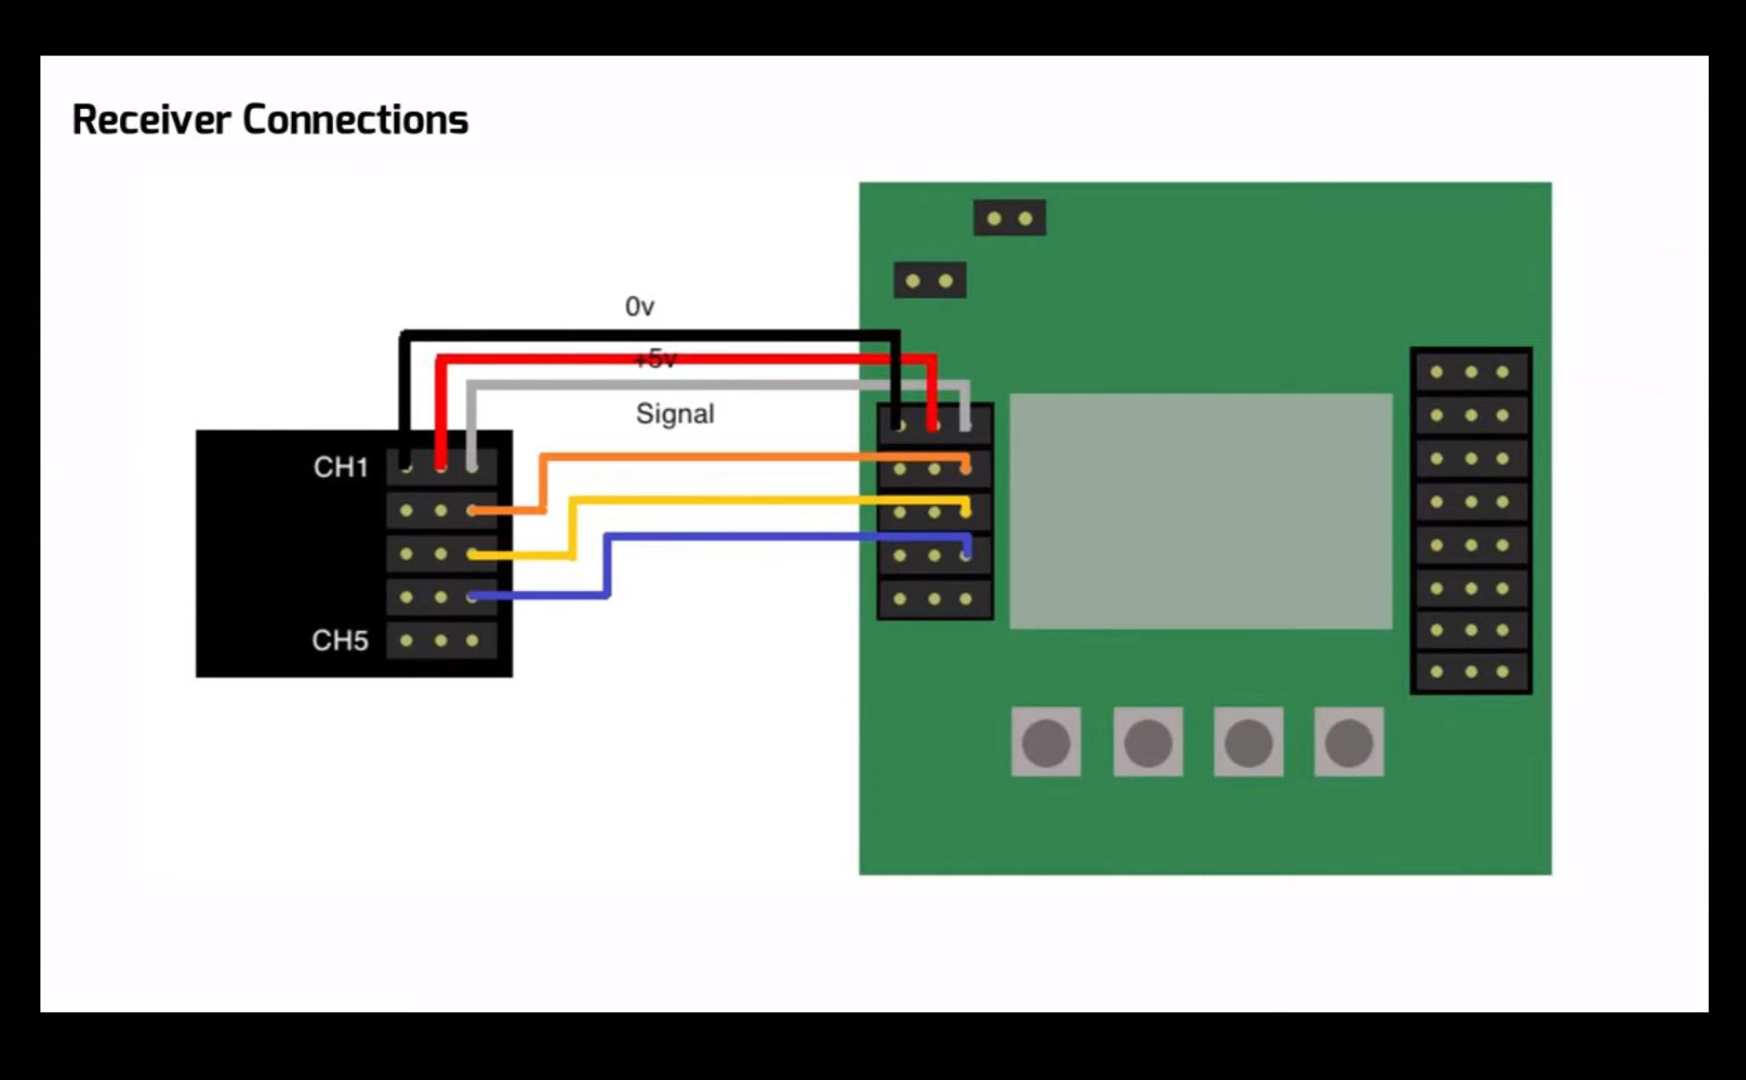 Receiver Connections
0v
+5v
Signal
CH1
CH5